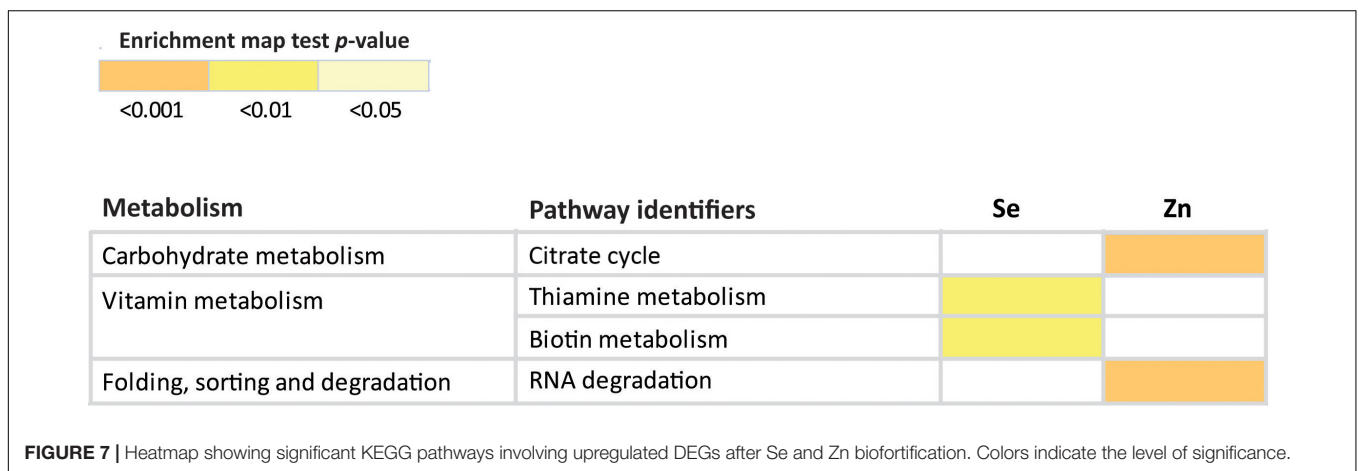 Enrichment map test p-value
<0.001 <0.01 <0.05
Metabolism Pathway identifiers Se Zn
Carbohydrate metabolism Citrate cycle
Vitamin metabolism Thiamine metabolism
Biotin metabolism
Folding, sorting and degradation RNA degradation
FIGURE 7 | Heatmap showing significant KEGG pathways involving upregulated DEGs after Se and Zn biofortification. Colors indicate the level of significance.